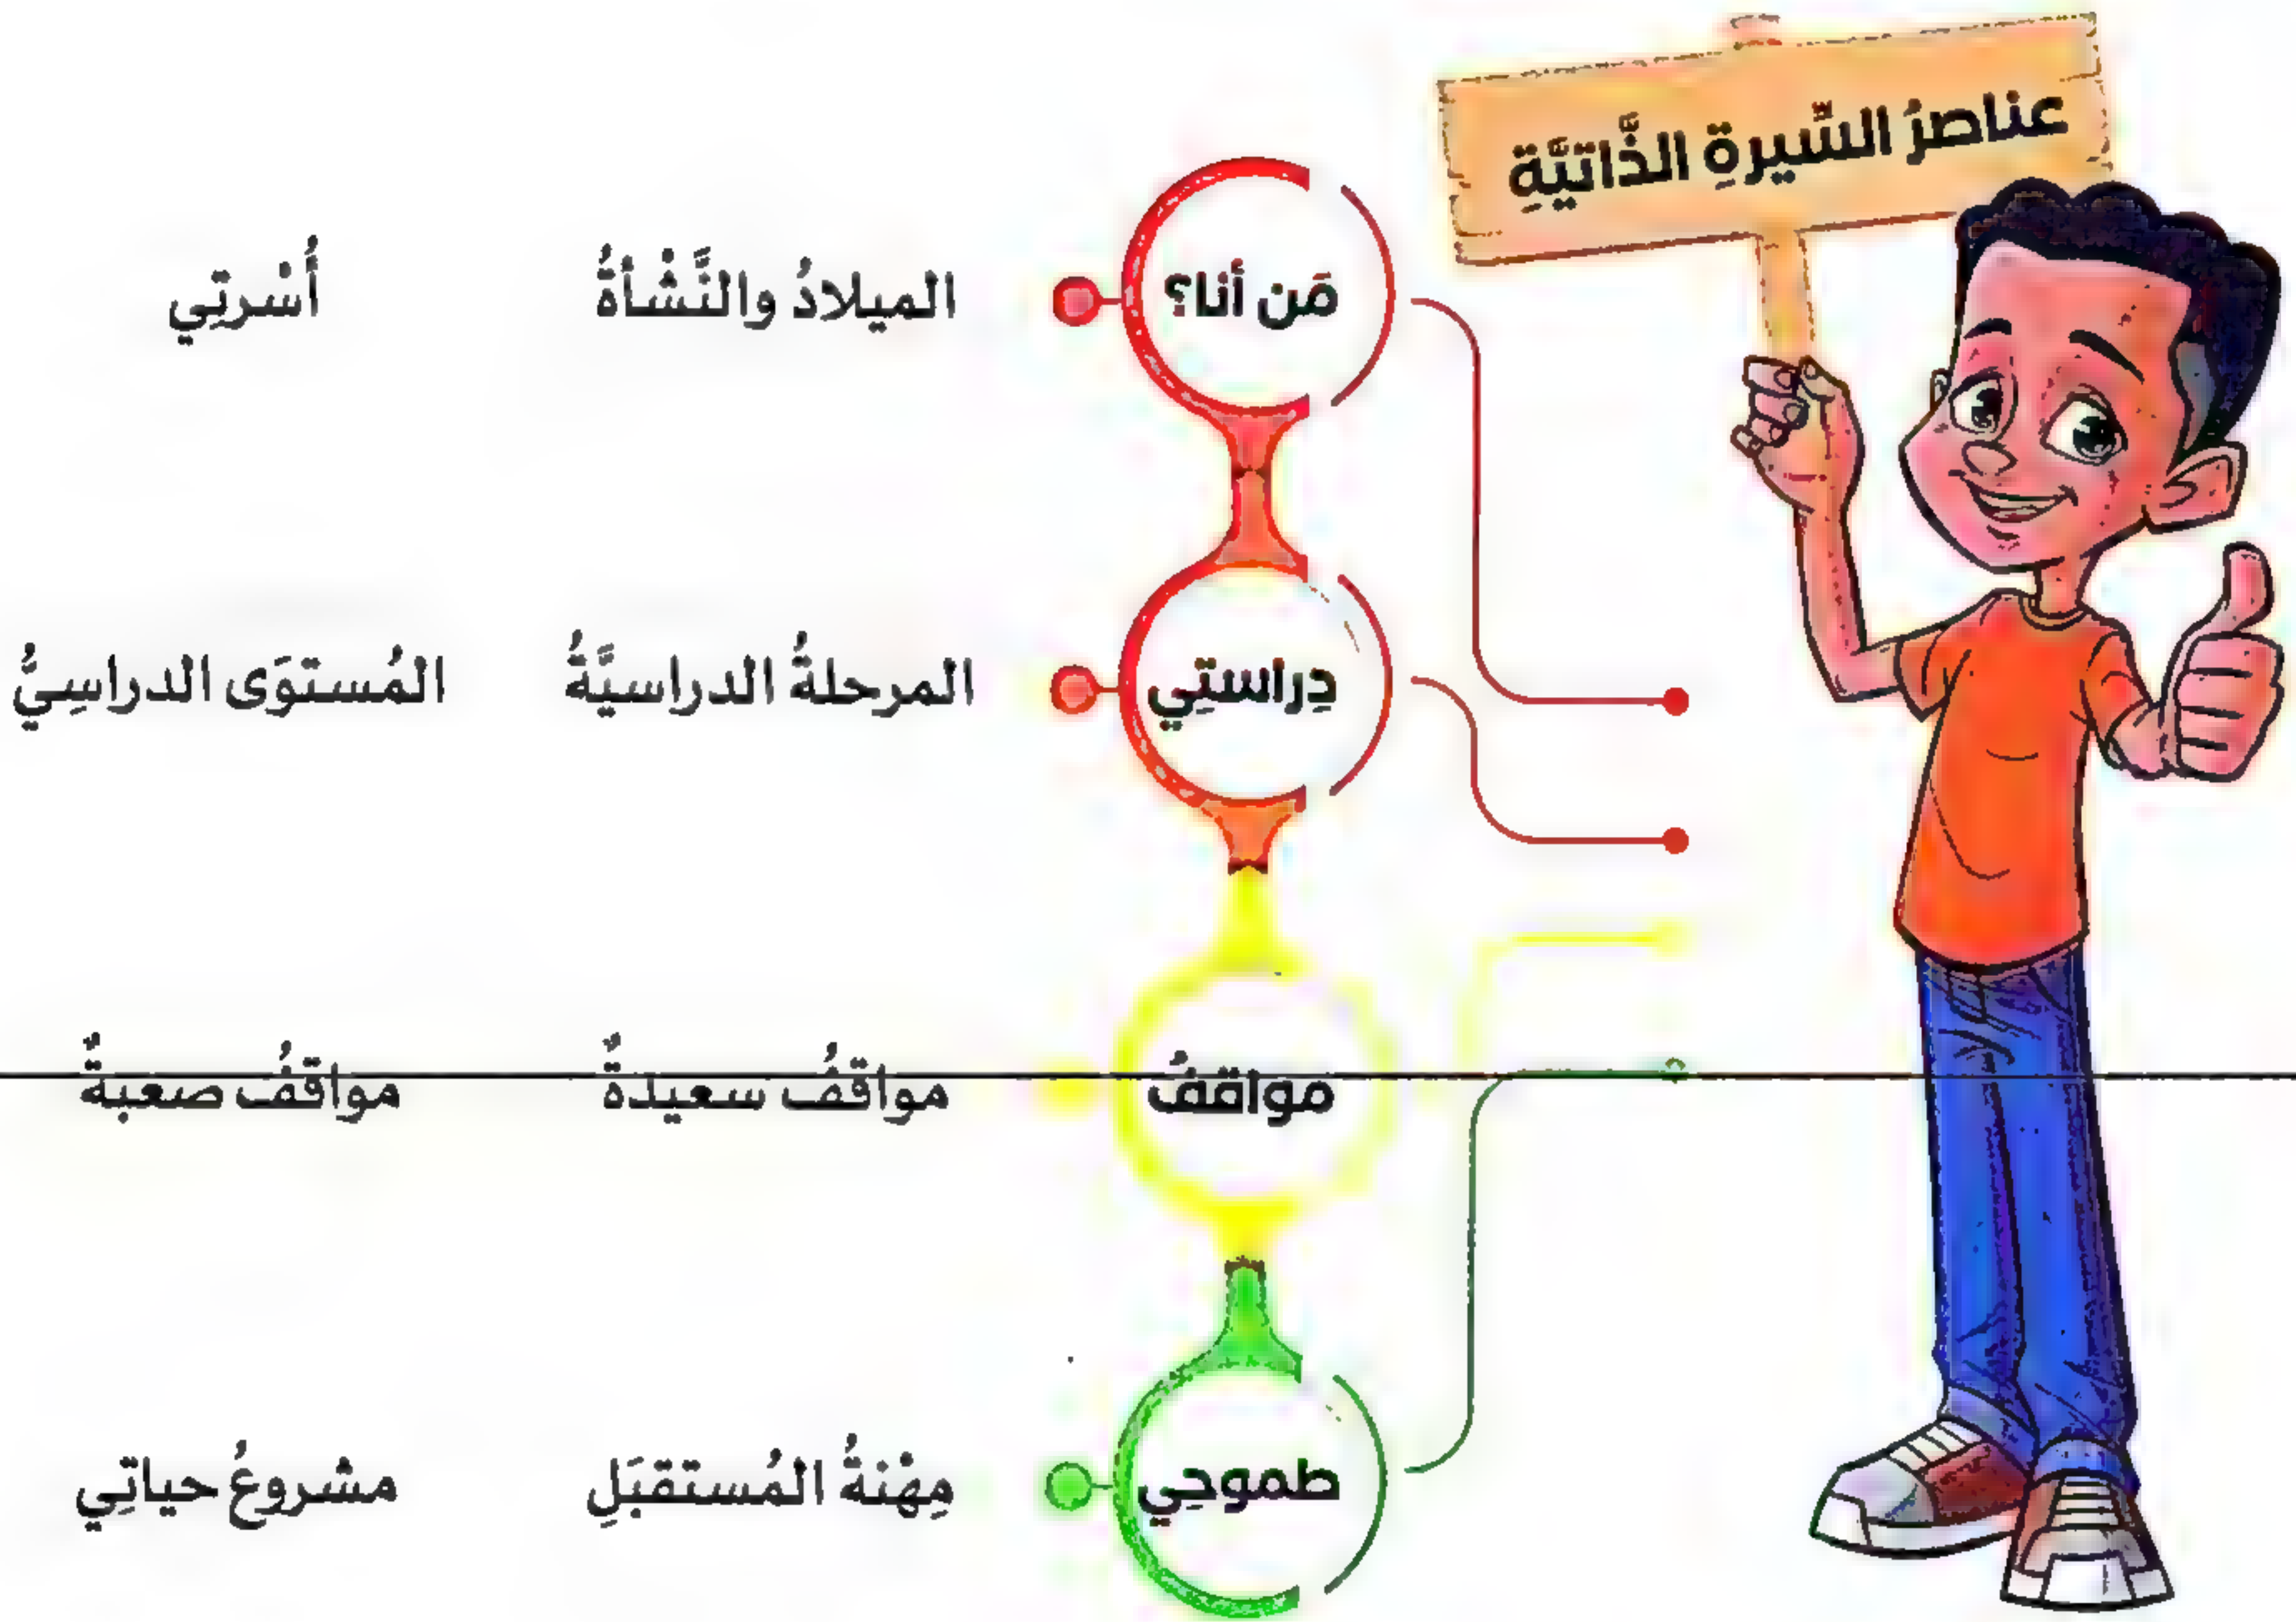 عناصرُ السِّيرةِ الذَّاتيَّةِ
مَن أنا؟
الميلادُ والنَّشْأةُ
أُسْرتِي
دِراستِي
المرحلةُ الدراسيَّةُ
المُستوَى الدراسِيُّ
مواقفُ
مواقفُ سعيدةٌ
مواقفُ صعبةٌ
طموحِي
مِهْنةُ المُستقبَلِ
مشروعُ حياتِي